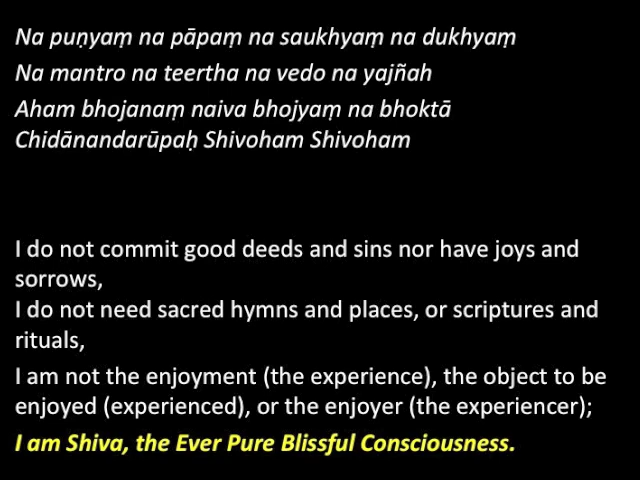 Na puṇyaṃ na pāpaṃ na saukhyaṃ na dukhyaṃ
Na mantro na teertha na vedo na yajñah
Aham bhojanaṃ naiva bhojyaṃ na bhoktā
Chidānandarūpaḥ Shivoham Shivoham
I do not commit good deeds and sins nor have joys and
sorrows,
I do not need sacred hymns and places, or scriptures and
rituals,
I am not the enjoyment (the experience), the object to be
enjoyed (experienced), or the enjoyer (the experiencer);
I am Shiva, the Ever Pure Blissful Consciousness.